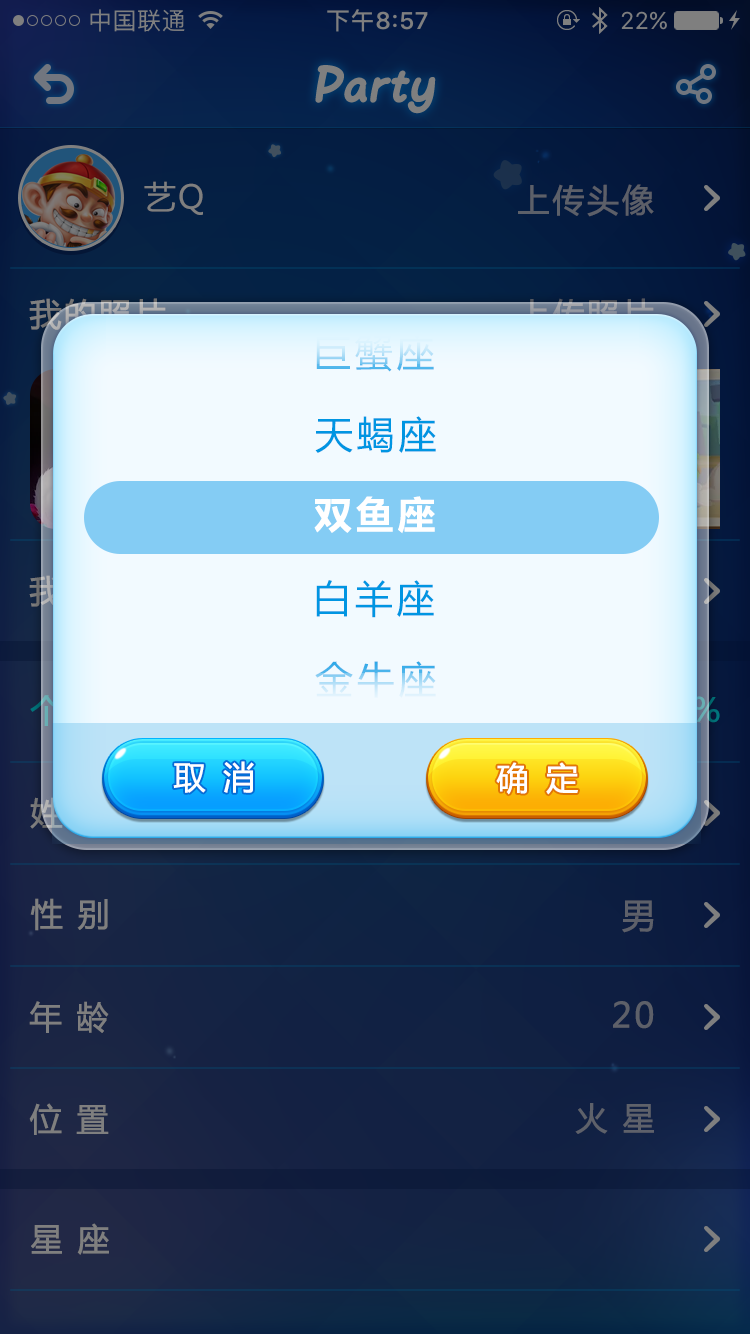 中国联通 下午8:57 22%
Party
艺Q 上传头像
我的照片 上传照片
巨蟹座
天蝎座
双鱼座
白羊座
我
金牛座
个 %
取消 确定
姓
性别 男
年龄 20
位置 火星
星座